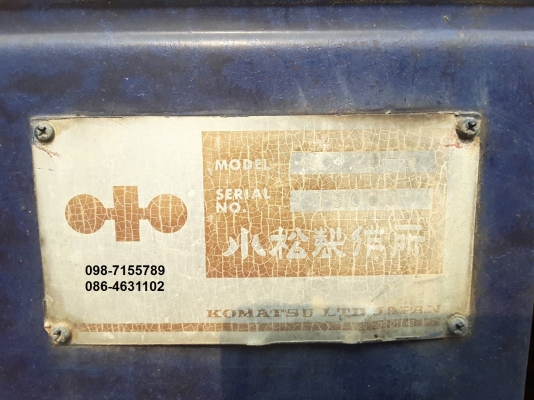 MODEL
SERIAL NO.
小松製作所
098-7155789
086-4631102
KOMATSU LTD JAPAN